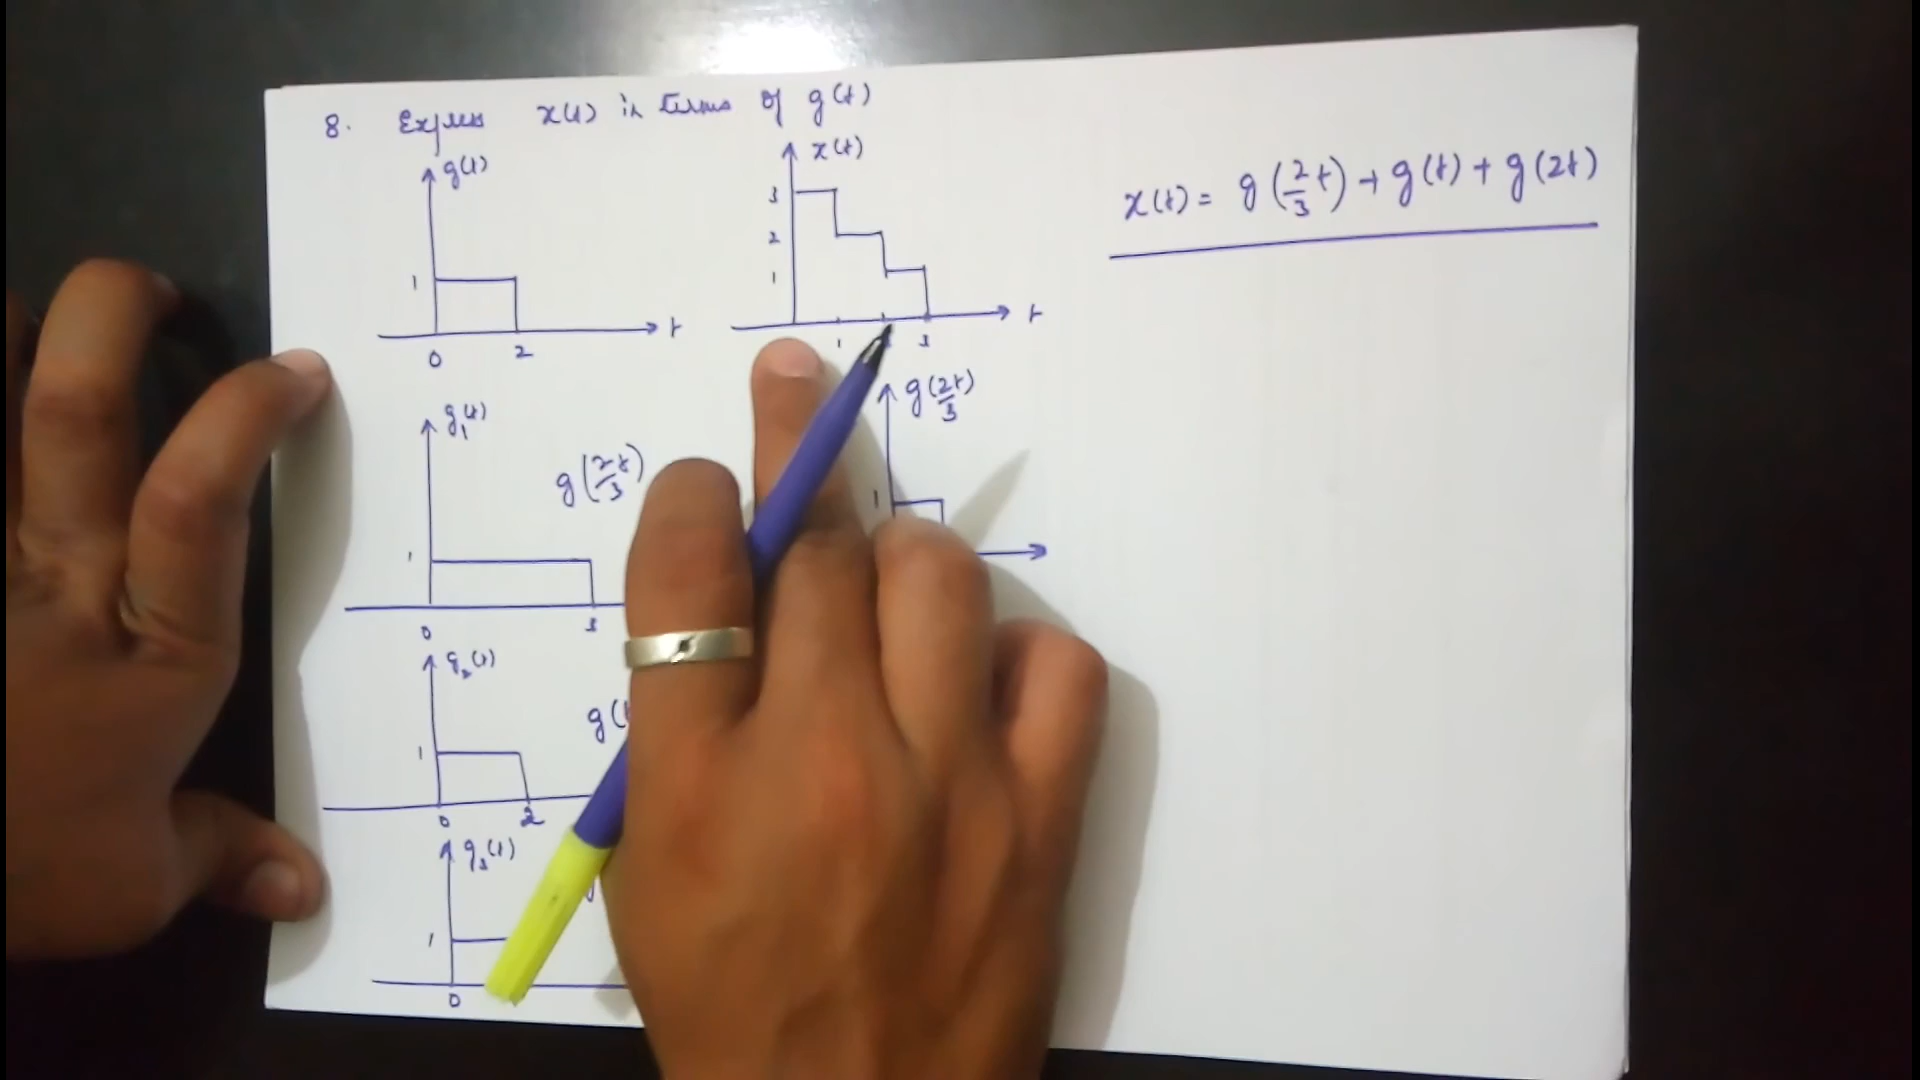 8. Express x(t) in terms of g(t)
g(t)
1
0 2 t
x(t)
3
2
1
1 3 t
x(t) = g(2/3 t) + g(t) + g(2t)
g₁(t)
g(2t/3)
1
0 3
g(2t/3)
1
g₂(t)
g(t
1
0 2
g₃(t)
1
0